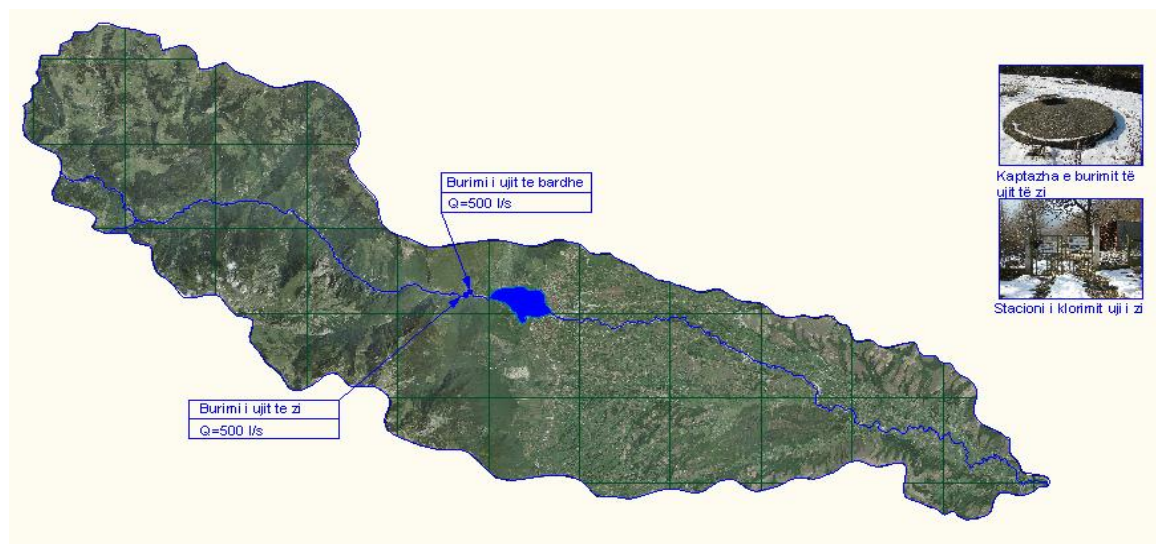 Burimi i ujit te bardhe
Q=500 l/s
Kaptazha e burimit të
ujit të zi
Stacioni i klorimit uji i zi
Burimi i ujit te zi
Q=500 l/s